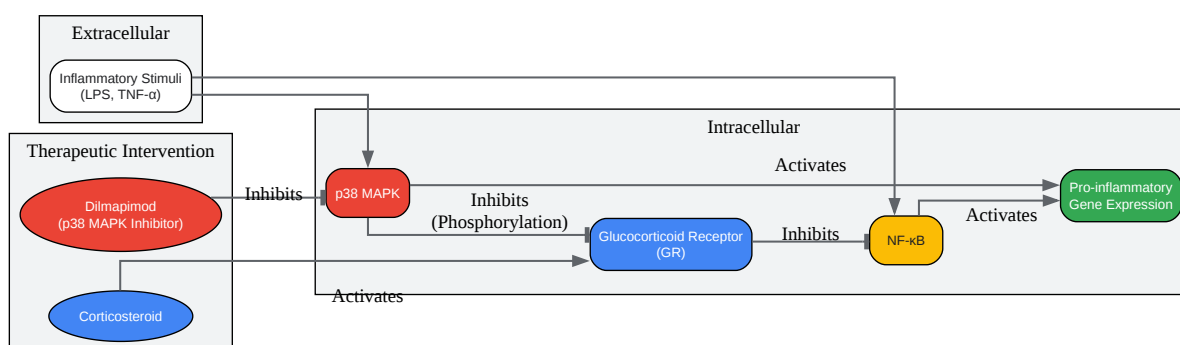 Extracellular
Inflammatory Stimuli
(LPS, TNF-α)
Therapeutic Intervention
Dilmapimod
(p38 MAPK Inhibitor)
Corticosteroid
Intracellular
Inhibits
p38 MAPK
Activates
Inhibits
(Phosphorylation)
Glucocorticoid Receptor
(GR)
Inhibits
NF-κB
Activates
Pro-inflammatory
Gene Expression
Activates